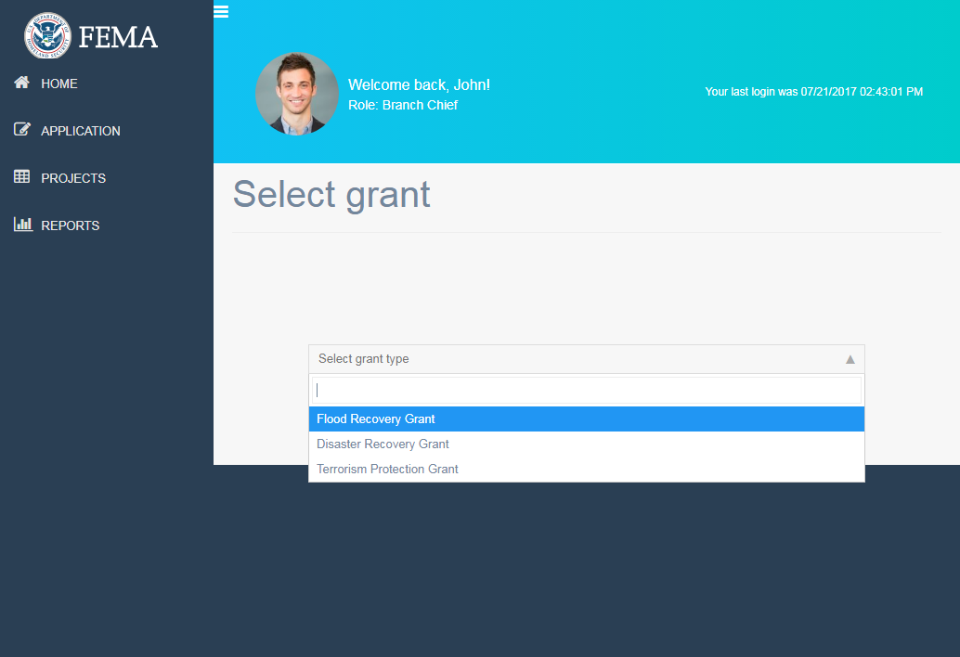 FEMA
HOME
APPLICATION
PROJECTS
REPORTS
Welcome back, John!
Role: Branch Chief
Your last login was 07/21/2017 02:43:01 PM
Select grant
Select grant type
Flood Recovery Grant
Disaster Recovery Grant
Terrorism Protection Grant